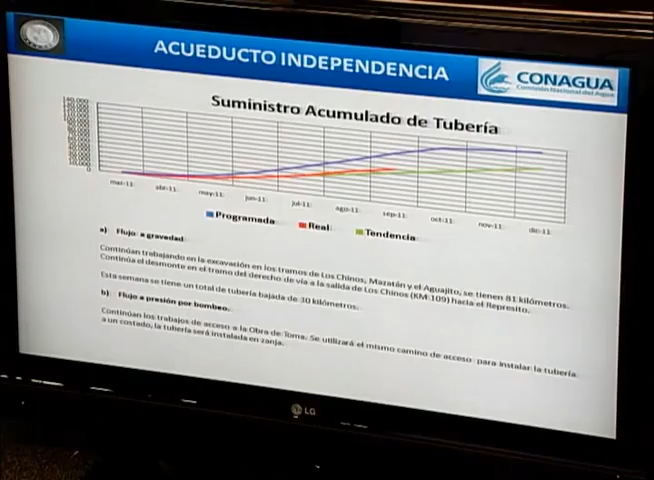 ACUEDUCTO INDEPENDENCIA
CONAGUA
Comisión Nacional del Agua
Suministro Acumulado de Tubería
140,000
10,000
0
mar-11 abr-11 may-11 jun-11 jul-11 ago-11 sep-11 oct-11 nov-11 dic-11
Programada Real Tendencia
a) Flujo a gravedad
Continúan trabajando en la excavación en los tramos de Los Chinos, Mazatán y el Aguajito, se tienen 81 kilómetros.
Continúa el desmonte en el tramo del derecho de vía a la salida de Los Chinos (KM 109) hacia el Represito.
Esta semana se tiene un total de tubería bajada de 30 kilómetros.
b) Flujo a presión por bombeo.
Continúan los trabajos de acceso a la Obra de Toma. Se utilizará el mismo camino de acceso para instalar la tubería
a un costado, la tubería será instalada en zanja.
LG